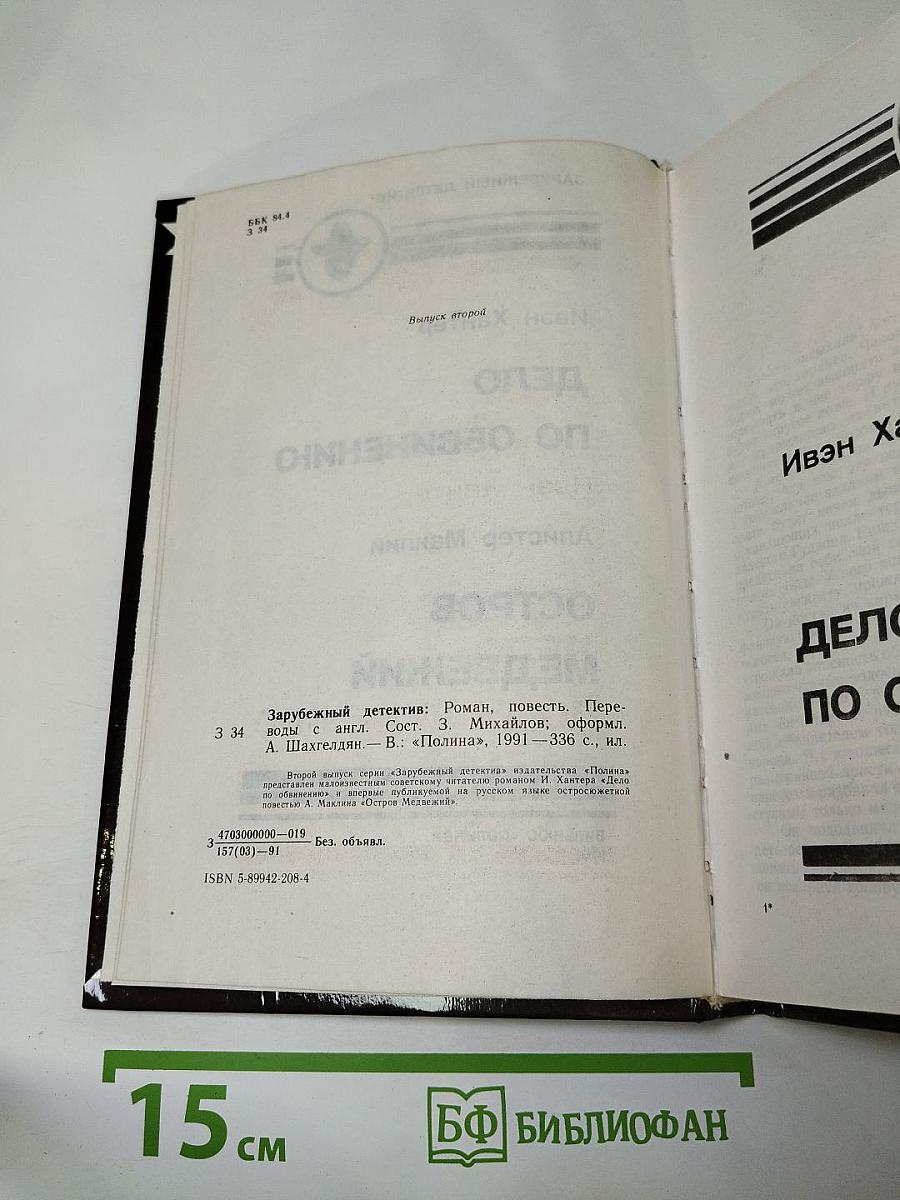 ББК 84.4
З 34
Выпуск второй
Зарубежный детектив: Роман, повесть. Пере-
З 34 воды с англ. Сост. З. Михайлов; оформл.
А. Шахгелдян.— В.: «Полина», 1991—336 с., ил.
Второй выпуск серии «Зарубежный детектив» издательства «Полина»
представлен малоизвестным советскому читателю романом И. Хантера «Дело
по обвинению» и впервые публикуемой на русском языке остросюжетной
повестью А. Маклина «Остров Медвежий».
З 4703000000—019
157(03)—91 Без. объявл.
ISBN 5-89942-208-4
Ивэн Ха
ДЕЛО
ПО О
1*
15 см
БФ БИБЛИОФАН